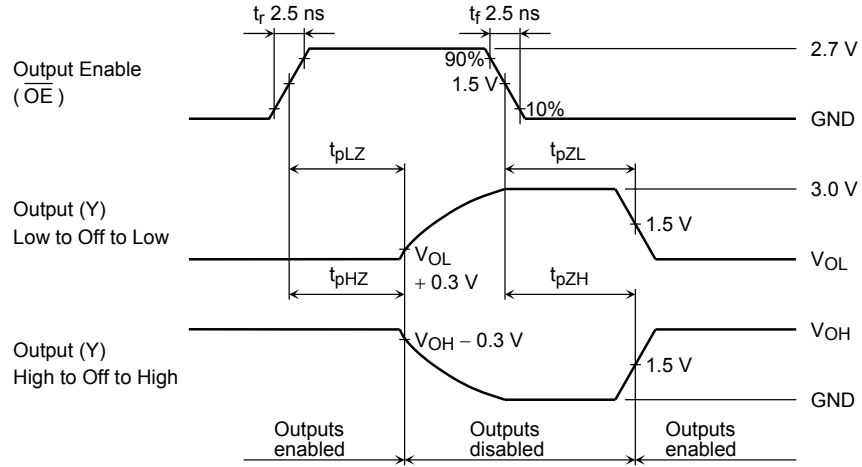 tr 2.5 ns
tf 2.5 ns
Output Enable
( OE )
90%
1.5 V
10%
2.7 V
GND
tpLZ
tpZL
Output (Y)
Low to Off to Low
3.0 V
1.5 V
VOL
VOL
+ 0.3 V
tpHZ
tpZH
Output (Y)
High to Off to High
VOH − 0.3 V
VOH
1.5 V
GND
Outputs
enabled
Outputs
disabled
Outputs
enabled